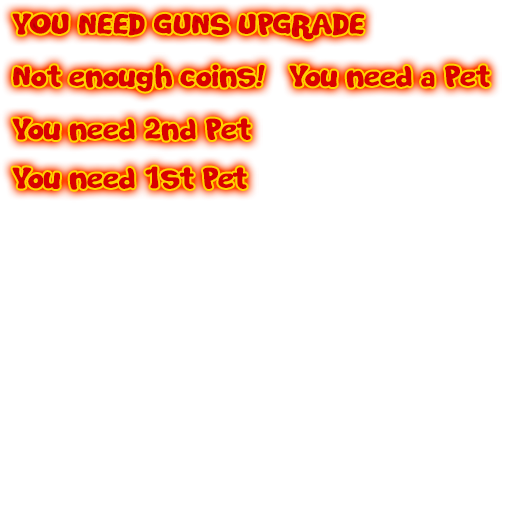 YOU NEED GUNS UPGRADE
Not enough coins! You need a Pet
You need 2nd Pet
You need 1st Pet